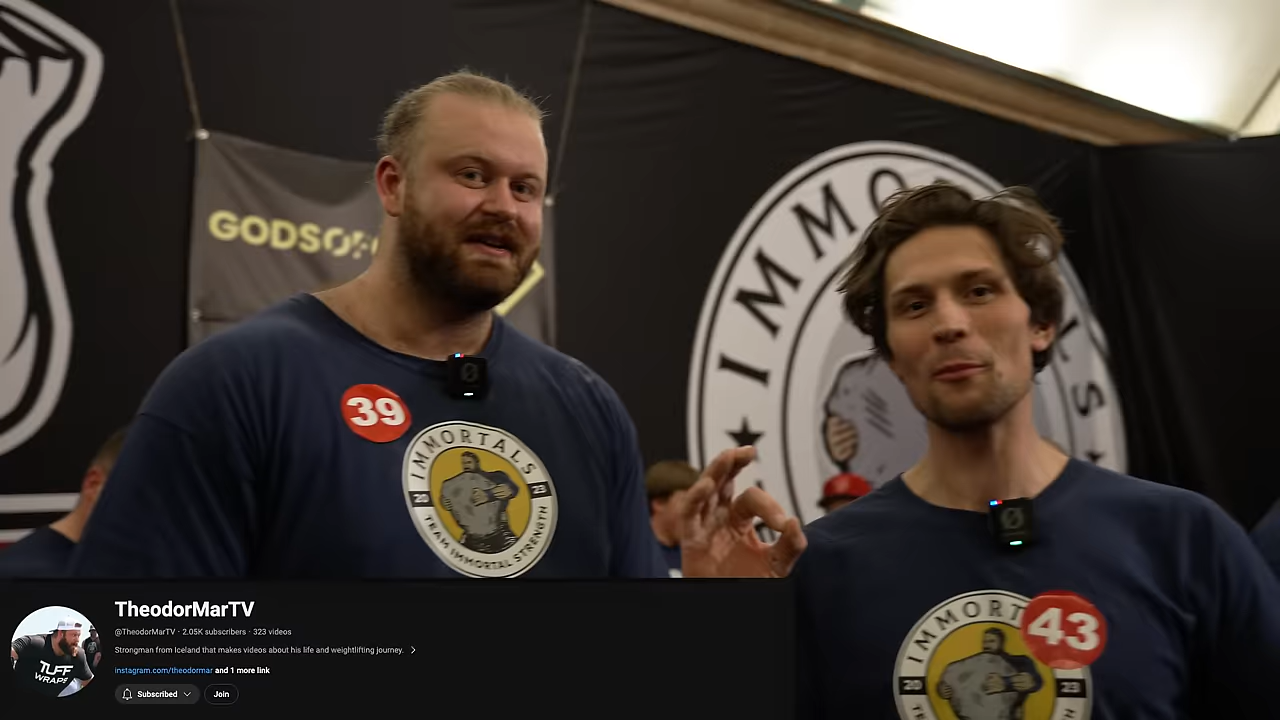 GODSOF
IMMORTALS
39
IMMORTALS
20 23
TEAM IMMORTAL STRENGTH
43
IMMORT
20 23
TheodorMarTV
@TheodorMarTV · 2.05K subscribers · 323 videos
Strongman from Iceland that makes videos about his life and weightlifting journey.
instagram.com/theodormar and 1 more link
Subscribed
Join
TUFF
WRAPS